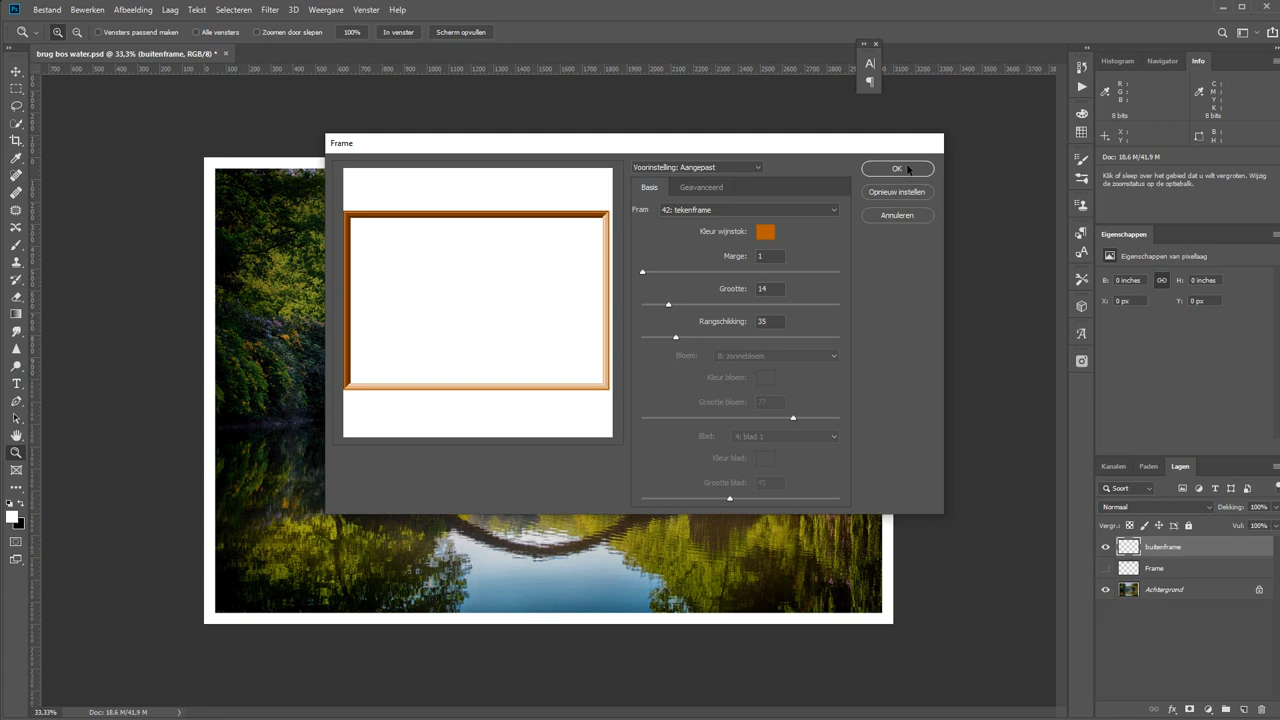 Ps Bestand Bewerken Afbeelding Laag Tekst Selecteren Filter 3D Weergave Venster Help
Vensters passend maken Alle vensters Zoomen door slepen 100% In venster Scherm opvullen
brug bos water.psd @ 33,3% (buitenframe, RGB/8) * ×
Frame
Voorinstelling: Aangepast
Basis Geavanceerd
Fram 42: tekenframe
Kleur wijnstok:
Marge: 1
Grootte: 14
Rangschikking: 35
Bloem: 8: zonnebloem
Kleur bloem:
Grootte bloem: 77
Blad: 4: blad 1
Kleur blad:
Grootte blad: 45
OK
Opnieuw instellen
Annuleren
Histogram Navigator Info
R : C :
G : M :
B : Y :
K :
8 bits 8 bits
X : B :
Y : H :
Doc: 18,6 M/41,9 M
Klik of sleep over het gebied dat u wilt vergroten. Wijzig de zoomstatus op de optiebalk.
Eigenschappen
Eigenschappen van pixellaag
B: 0 inches H: 0 inches
X: 0 px Y: 0 px
Kanalen Paden Lagen
Soort
Normaal Dekking: 100%
Vergr.: Vul: 100%
buitenframe
Frame
Achtergrond
33,33% Doc: 18,6 M/41,9 M